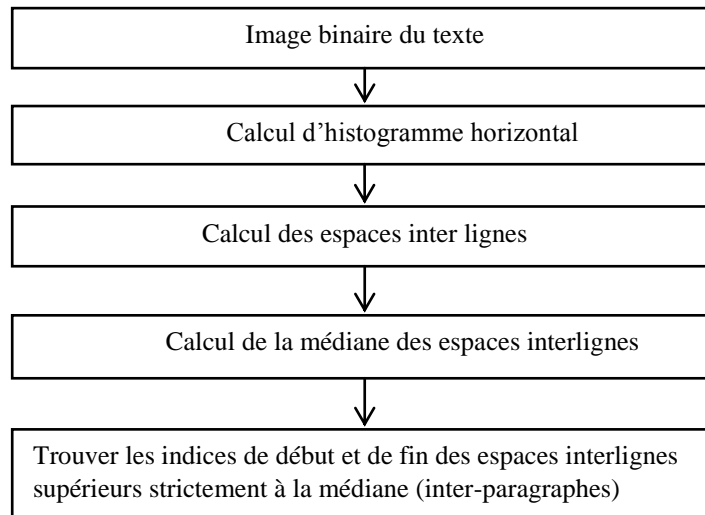 Image binaire du texte
Calcul d’histogramme horizontal
Calcul des espaces inter lignes
Calcul de la médiane des espaces interlignes
Trouver les indices de début et de fin des espaces interlignes
supérieurs strictement à la médiane (inter-paragraphes)